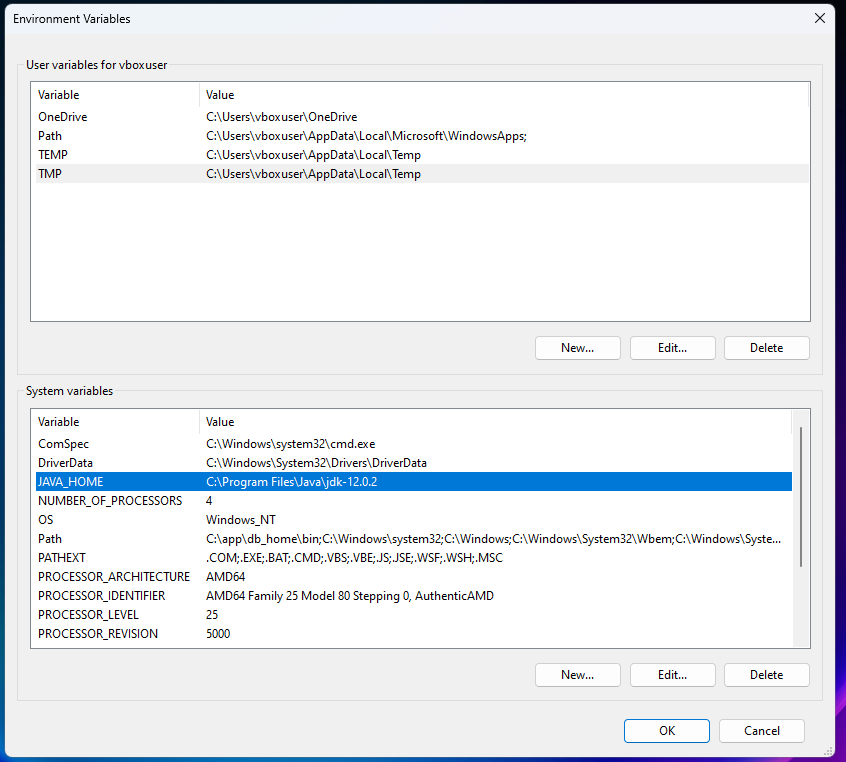 Environment Variables
User variables for vboxuser
Variable Value
OneDrive C:\Users\vboxuser\OneDrive
Path C:\Users\vboxuser\AppData\Local\Microsoft\WindowsApps;
TEMP C:\Users\vboxuser\AppData\Local\Temp
TMP C:\Users\vboxuser\AppData\Local\Temp
New... Edit... Delete
System variables
Variable Value
ComSpec C:\Windows\system32\cmd.exe
DriverData C:\Windows\System32\Drivers\DriverData
JAVA_HOME C:\Program Files\Java\jdk-12.0.2
NUMBER_OF_PROCESSORS 4
OS Windows_NT
Path C:\app\db_home\bin;C:\Windows\system32;C:\Windows;C:\Windows\System32\Wbem;C:\Windows\Syste...
PATHEXT .COM;.EXE;.BAT;.CMD;.VBS;.VBE;.JS;.JSE;.WSF;.WSH;.MSC
PROCESSOR_ARCHITECTURE AMD64
PROCESSOR_IDENTIFIER AMD64 Family 25 Model 80 Stepping 0, AuthenticAMD
PROCESSOR_LEVEL 25
PROCESSOR_REVISION 5000
New... Edit... Delete
OK Cancel